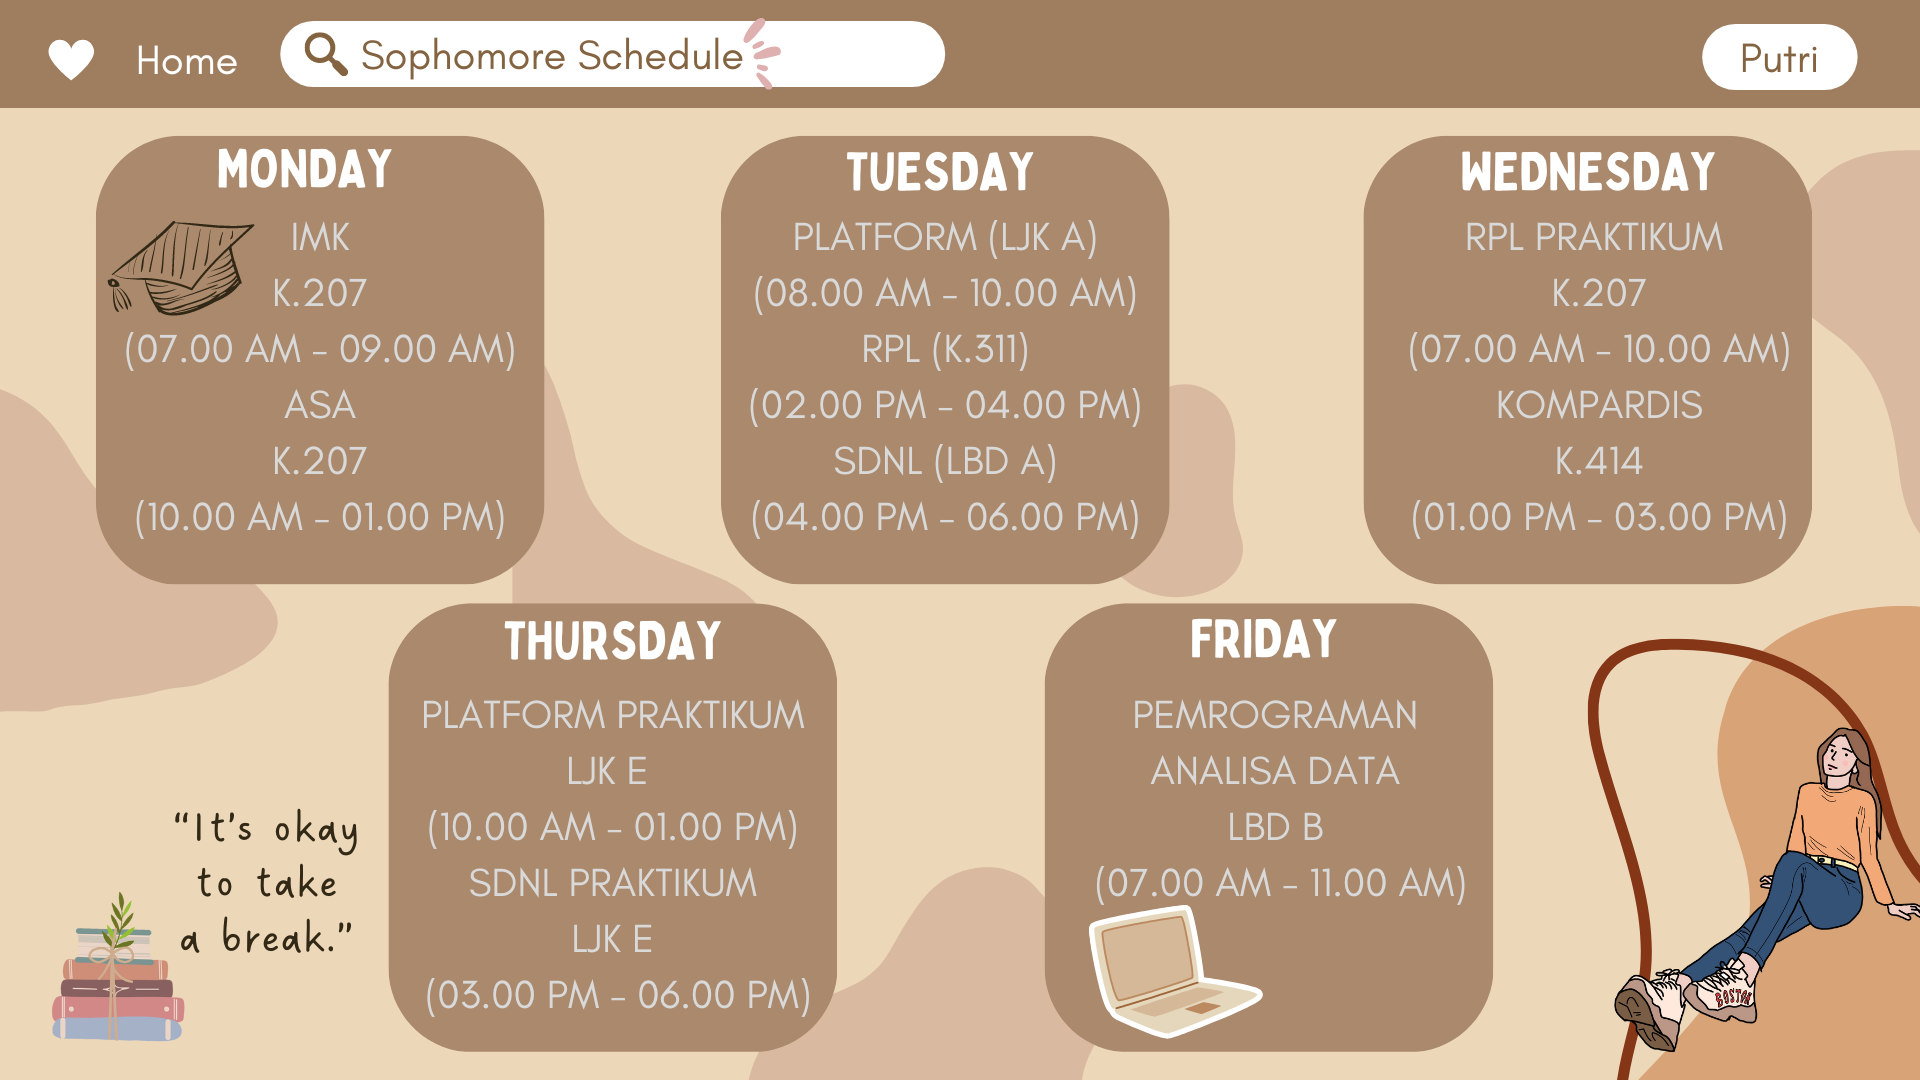 Home
Sophomore Schedule
Putri
MONDAY
IMK
K.207
(07.00 AM - 09.00 AM)
ASA
K.207
(10.00 AM - 01.00 PM)
TUESDAY
PLATFORM (LJK A)
(08.00 AM - 10.00 AM)
RPL (K.311)
(02.00 PM - 04.00 PM)
SDNL (LBD A)
(04.00 PM - 06.00 PM)
WEDNESDAY
RPL PRAKTIKUM
K.207
(07.00 AM - 10.00 AM)
KOMPARDIS
K.414
(01.00 PM - 03.00 PM)
THURSDAY
PLATFORM PRAKTIKUM
LJK E
(10.00 AM - 01.00 PM)
SDNL PRAKTIKUM
LJK E
(03.00 PM - 06.00 PM)
FRIDAY
PEMROGRAMAN
ANALISA DATA
LBD B
(07.00 AM - 11.00 AM)
“It's okay
to take
a break.”
BOSTON